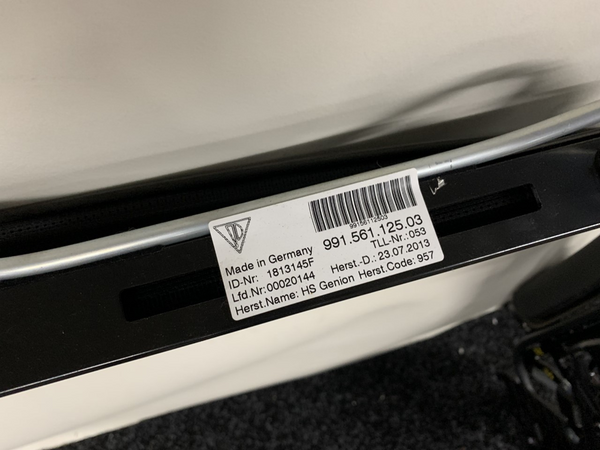 99156112503
991.561.125.03
Made in Germany TLL-Nr.:053
ID-Nr: 1813145F Herst.-D.: 23.07.2013
Lfd.Nr:00020144
Herst.Name: HS Genion Herst.Code: 957